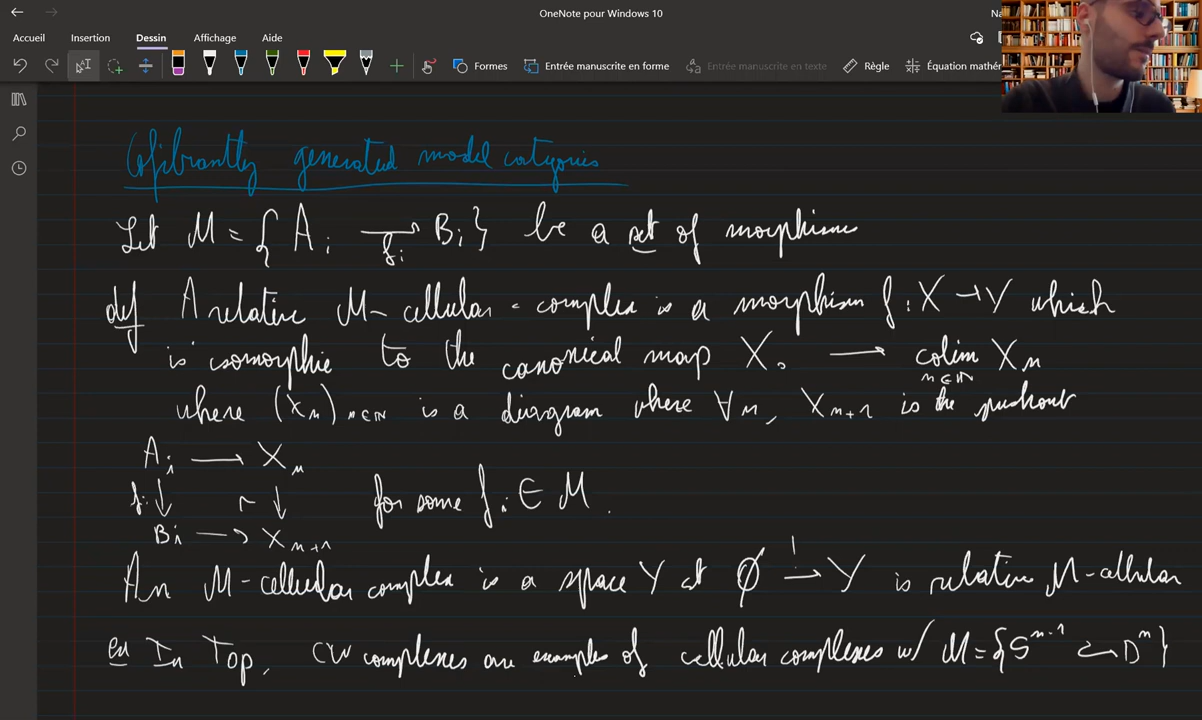 OneNote pour Windows 10
Accueil Insertion Dessin Affichage Aide
Formes Entrée manuscrite en forme Entrée manuscrite en texte Règle Équation mathé
Cofibrantly generated model categories
Let M = { A_i → B_i } be a set of morphisms
f_i
def A relative M-cellular-complex is a morphism f : X → Y which
is isomorphic to the canonical map X_0 → colim X_n
n∈ℕ
where (X_n)_{n∈ℕ} is a diagram where ∀n, X_{n+1} is the pushout
A_i → X_n
f_i ↓ ⌜ ↓ for some f_i ∈ M.
B_i → X_{n+1}
An M-cellular complex is a space Y st ∅ →^! Y is relative M-cellular
ex In Top, CW complexes are examples of cellular complexes w/ M = {S^{n-1} ↪ D^n}